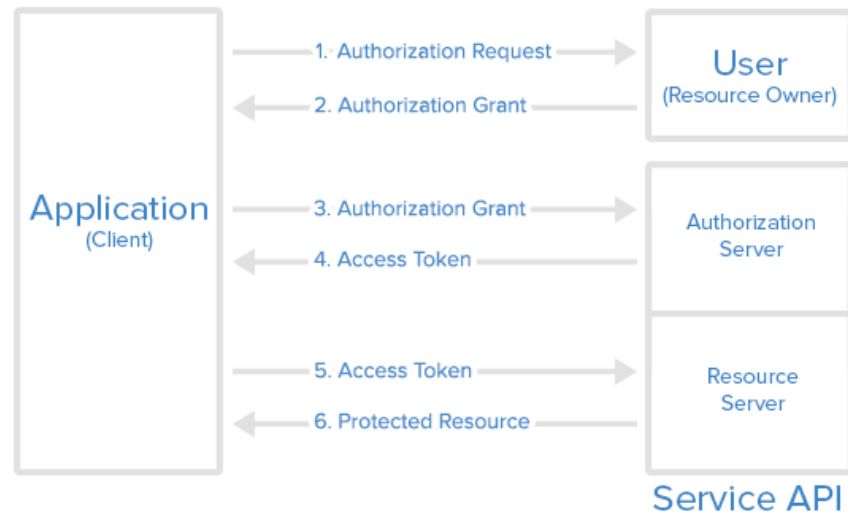 1. Authorization Request
User
(Resource Owner)
2. Authorization Grant
Application
(Client)
3. Authorization Grant
Authorization
Server
4. Access Token
5. Access Token
Resource
Server
6. Protected Resource
Service API